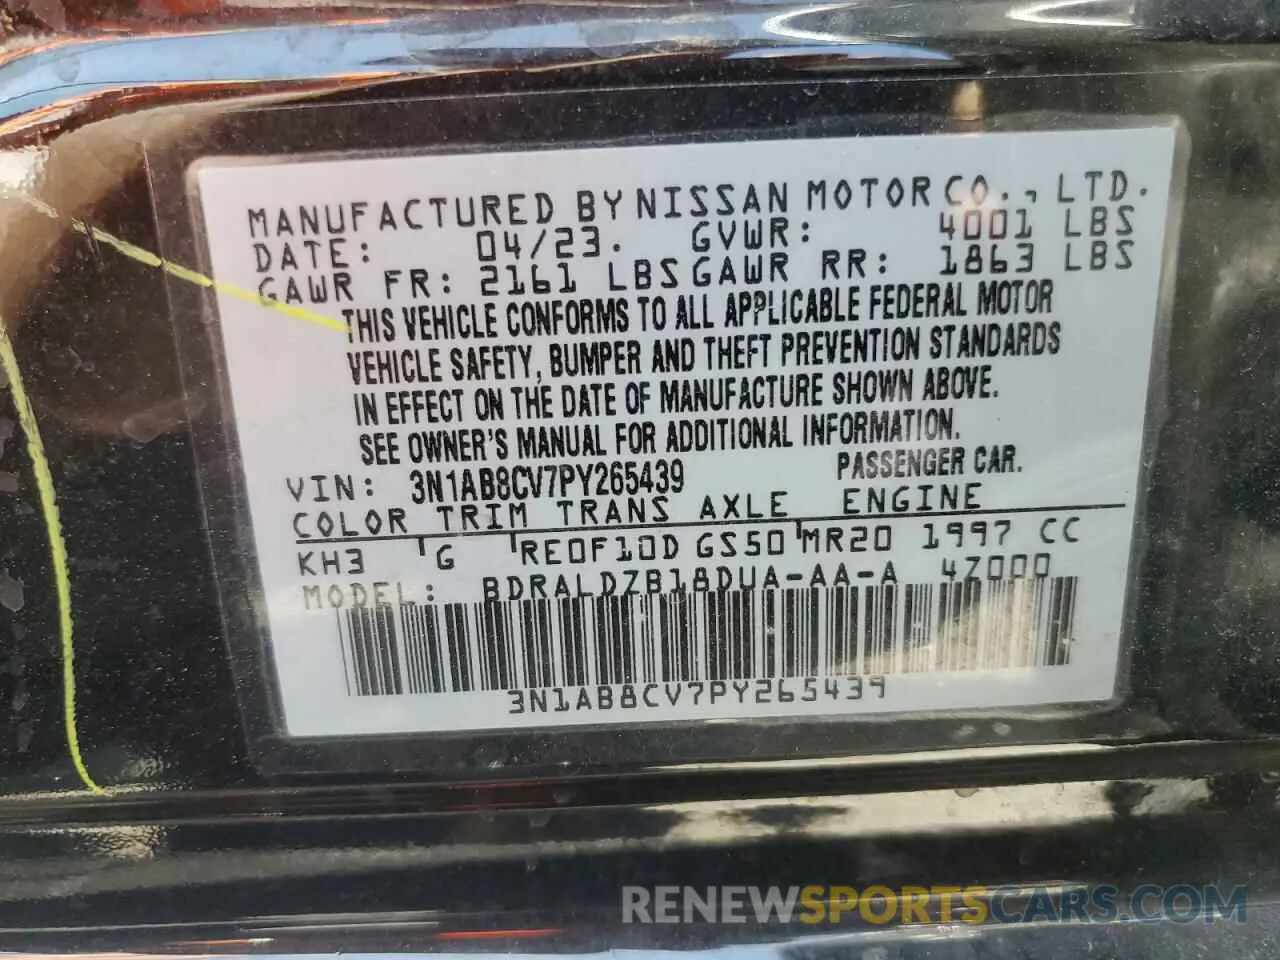 MANUFACTURED BY NISSAN MOTOR CO., LTD.
DATE: 04/23. GVWR: 4001 LBS
GAWR FR: 2161 LBS GAWR RR: 1863 LBS
THIS VEHICLE CONFORMS TO ALL APPLICABLE FEDERAL MOTOR
VEHICLE SAFETY, BUMPER AND THEFT PREVENTION STANDARDS
IN EFFECT ON THE DATE OF MANUFACTURE SHOWN ABOVE.
SEE OWNER'S MANUAL FOR ADDITIONAL INFORMATION.
VIN: 3N1AB8CV7PY265439 PASSENGER CAR.
COLOR TRIM TRANS AXLE ENGINE
KH3 G RE0F10D GS50 MR20 1997 CC
MODEL: BDRALDZB18DUA-AA-A 4Z000
3N1AB8CV7PY265439
RENEWSPORTSCARS.COM